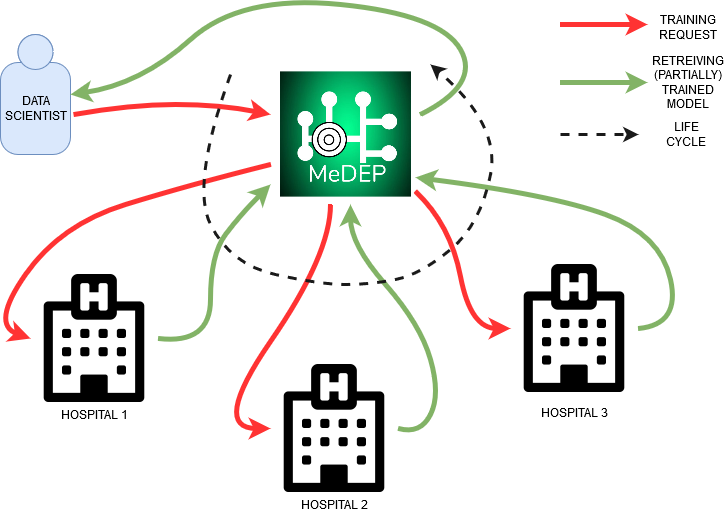 TRAINING
REQUEST
RETREIVING
(PARTIALLY)
TRAINED
MODEL
LIFE
CYCLE
DATA
SCIENTIST
MeDEP
H
HOSPITAL 1
H
HOSPITAL 2
H
HOSPITAL 3